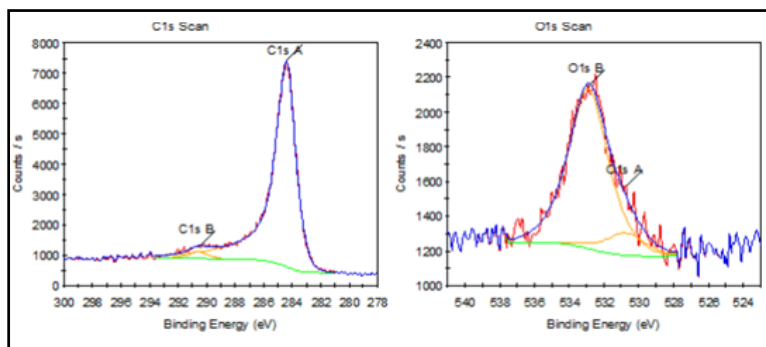 C1s Scan
C1s A
C1s B
8000
7000
6000
5000
4000
3000
2000
1000
0
Counts / s
300 298 296 294 292 290 288 286 284 282 280 278
Binding Energy (eV)
O1s Scan
O1s B
O1s A
2400
2200
2000
1800
1600
1400
1200
1000
Counts / s
540 538 536 534 532 530 528 526 524
Binding Energy (eV)